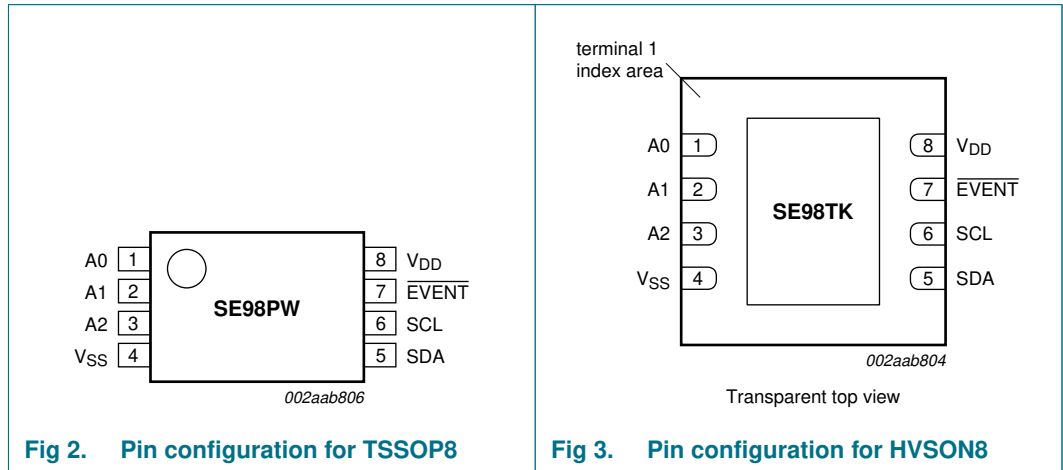 A0 1
A1 2
A2 3
VSS 4
SE98PW
8 VDD
7 EVENT
6 SCL
5 SDA
002aab806
Fig 2. Pin configuration for TSSOP8
terminal 1
index area
A0 1
A1 2
A2 3
VSS 4
SE98TK
8 VDD
7 EVENT
6 SCL
5 SDA
002aab804
Transparent top view
Fig 3. Pin configuration for HVSON8